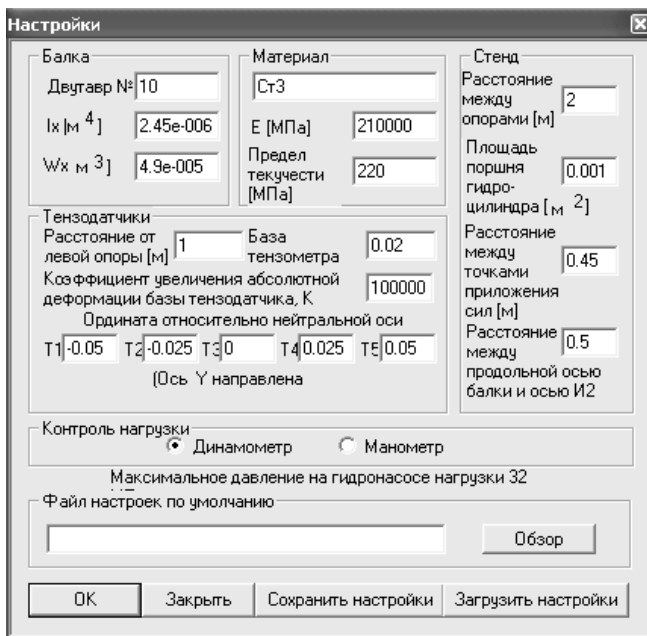 Настройки
Балка
Двутавр № 10
Ix [м 4 ] 2.45e-006
Wx м 3 ] 4.9e-005
Материал
Ст3
E [МПа] 210000
Предел
текучести
[МПа] 220
Стенд
Расстояние
между
опорами [м] 2
Площадь
поршня
гидро-
цилиндра [ м 2 ] 0.001
Расстояние
между
точками
приложения
сил [м] 0.45
Расстояние
между
продольной осью
балки и осью И2 0.5
Тензодатчики
Расстояние от
левой опоры [м] 1
База
тензометра 0.02
Коэффициент увеличения абсолютной
деформации базы тензодатчика, К 100000
Ордината относительно нейтральной оси
T1 -0.05 T2 -0.025 T3 0 T4 0.025 T5 0.05
(Ось Y направлена
Контроль нагрузки
Динамометр Манометр
Максимальное давление на гидронасосе нагрузки 32
Файл настроек по умолчанию
Обзор
ОК Закрыть Сохранить настройки Загрузить настройки